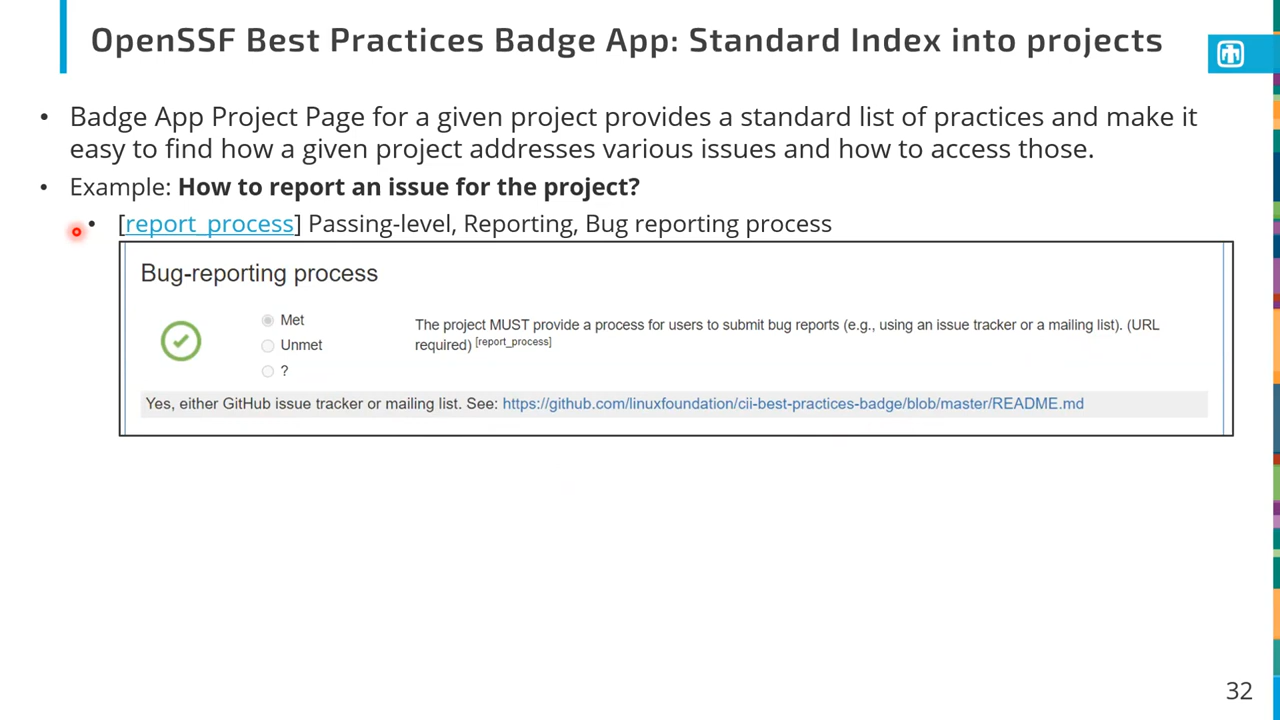 OpenSSF Best Practices Badge App: Standard Index into projects
• Badge App Project Page for a given project provides a standard list of practices and make it
easy to find how a given project addresses various issues and how to access those.
• Example: How to report an issue for the project?
• [report_process] Passing-level, Reporting, Bug reporting process
Bug-reporting process
Met
Unmet
?
The project MUST provide a process for users to submit bug reports (e.g., using an issue tracker or a mailing list). (URL
required) [report_process]
Yes, either GitHub issue tracker or mailing list. See: https://github.com/linuxfoundation/cii-best-practices-badge/blob/master/README.md
32